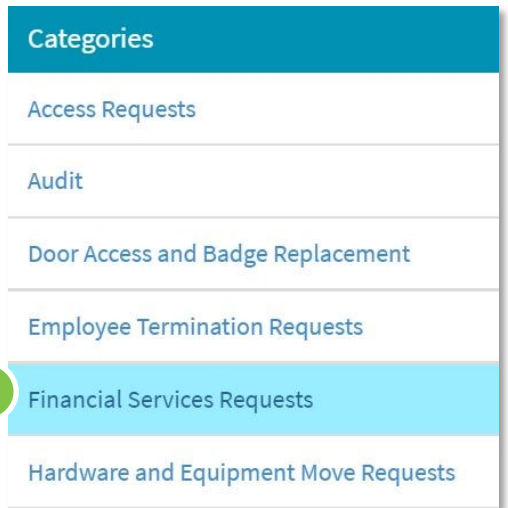 Categories
Access Requests
Audit
Door Access and Badge Replacement
Employee Termination Requests
Financial Services Requests
Hardware and Equipment Move Requests